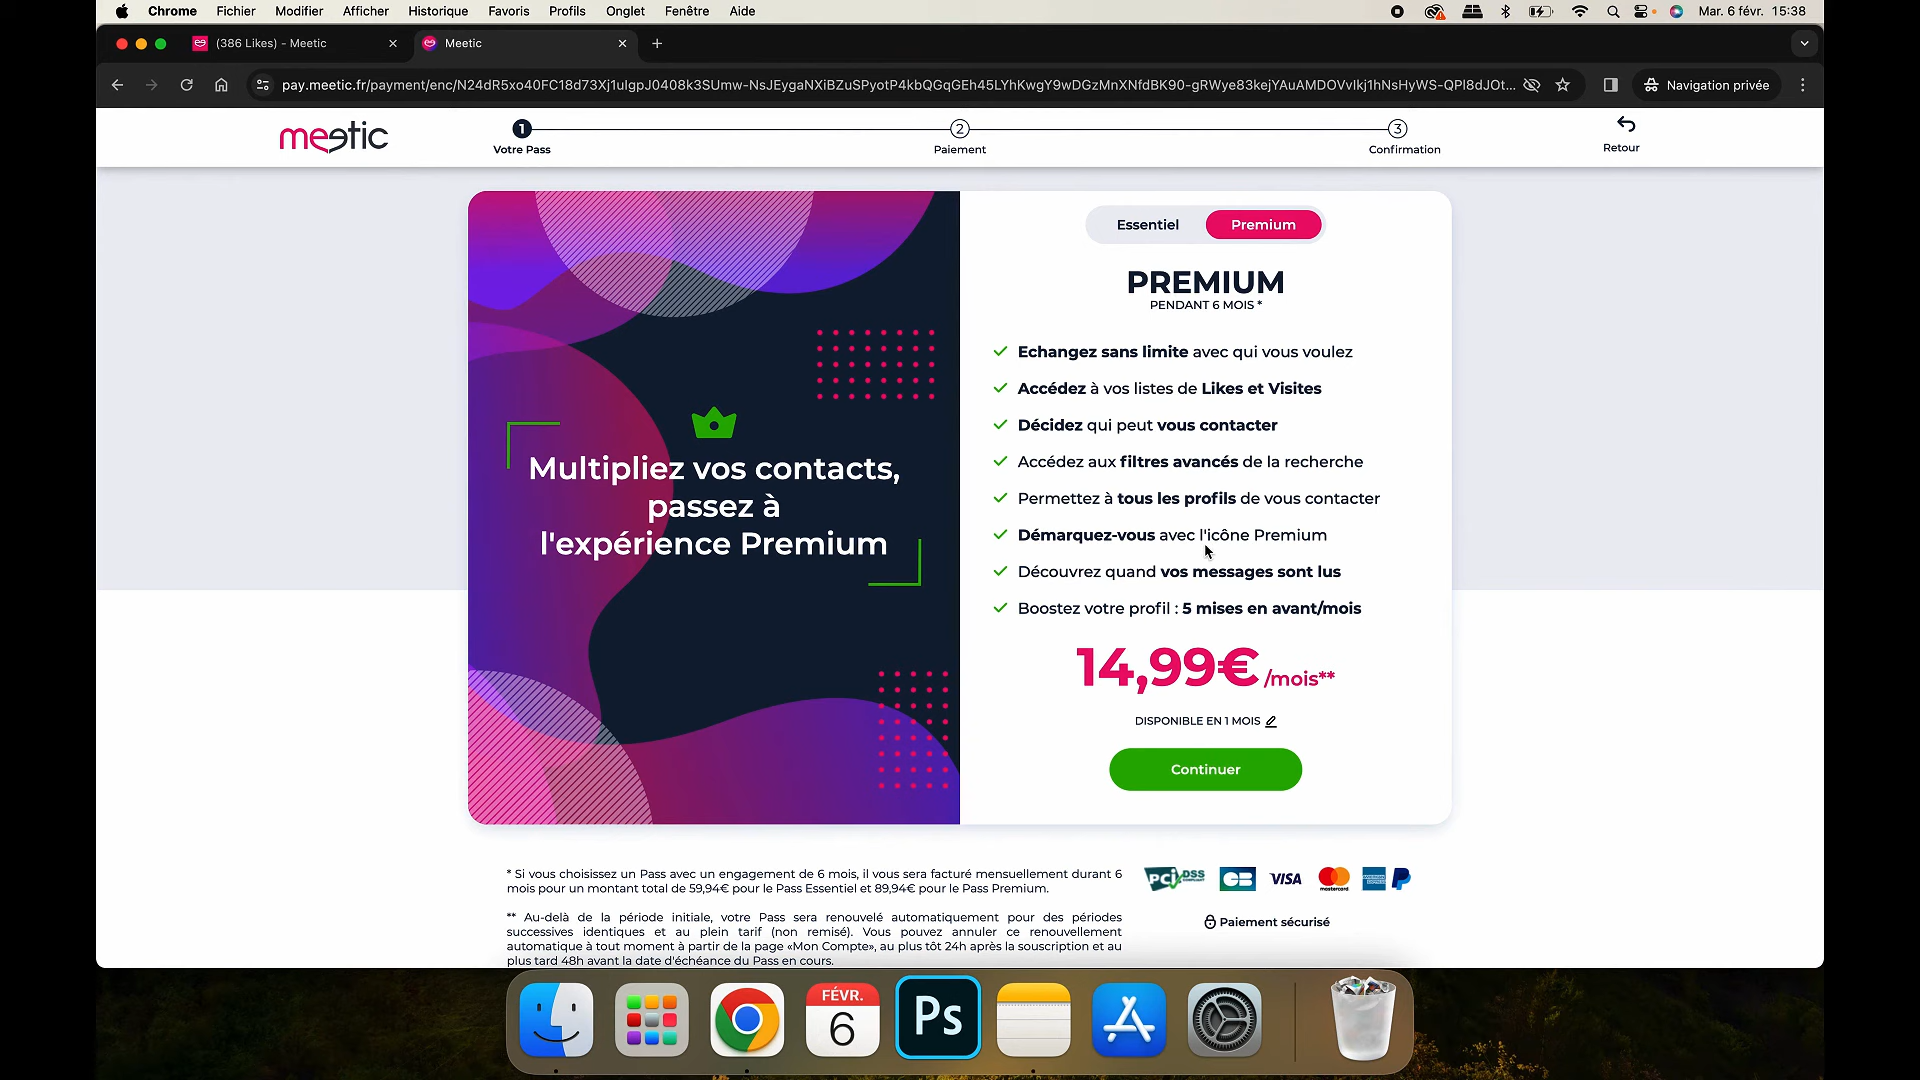 Chrome Fichier Modifier Afficher Historique Favoris Profils Onglet Fenêtre Aide Mar. 6 févr. 15:38
(386 Likes) - Meetic Meetic
pay.meetic.fr/payment/enc/ Navigation privée
meetic
1 2 3
Votre Pass Paiement Confirmation Retour
Multipliez vos contacts,
passez à
l'expérience Premium
Essentiel Premium
PREMIUM
PENDANT 6 MOIS *
Echangez sans limite avec qui vous voulez
Accédez à vos listes de Likes et Visites
Décidez qui peut vous contacter
Accédez aux filtres avancés de la recherche
Permettez à tous les profils de vous contacter
Démarquez-vous avec l'icône Premium
Découvrez quand vos messages sont lus
Boostez votre profil : 5 mises en avant/mois
14,99€ /mois**
DISPONIBLE EN 1 MOIS
Continuer
* Si vous choisissez un Pass avec un engagement de 6 mois, il vous sera facturé mensuellement durant 6
mois pour un montant total de 59,94€ pour le Pass Essentiel et 89,94€ pour le Pass Premium.
** Au-delà de la période initiale, votre Pass sera renouvelé automatiquement pour des périodes
successives identiques et au plein tarif (non remisé). Vous pouvez annuler ce renouvellement
automatique à tout moment à partir de la page «Mon Compte», au plus tôt 24h après la souscription et au
plus tard 48h avant la date d'échéance du Pass en cours.
PCI DSS CB VISA mastercard
Paiement sécurisé
FÉVR.
6
Ps